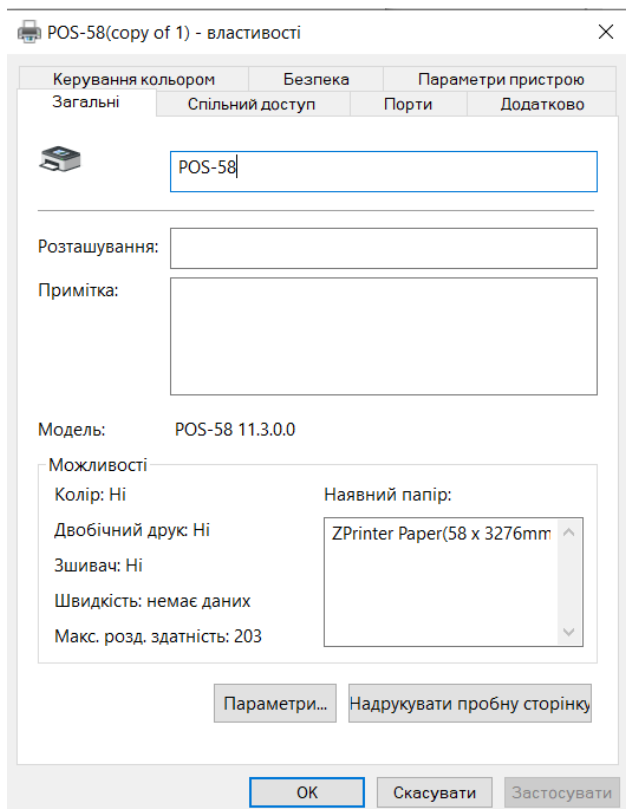 POS-58(copy of 1) - властивості
Керування кольором Безпека Параметри пристрою
Загальні Спільний доступ Порти Додатково
POS-58
Розташування:
Примітка:
Модель: POS-58 11.3.0.0
Можливості
Колір: Ні Наявний папір:
Двобічний друк: Ні ZPrinter Paper(58 x 3276mm
Зшивач: Ні
Швидкість: немає даних
Макс. розд. здатність: 203
Параметри... Надрукувати пробну сторінку
OK Скасувати Застосувати